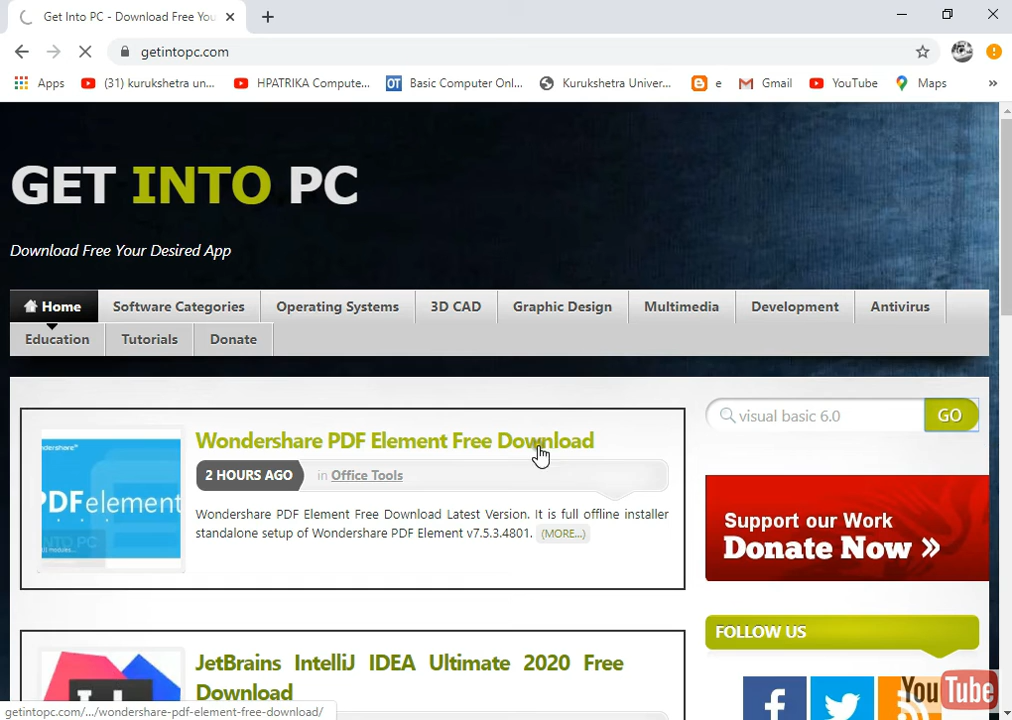 Get Into PC - Download Free You
getintopc.com
Apps
(31) kurukshetra un...
HPATRIKA Compute...
OT
Basic Computer Onl...
Kurukshetra Univer...
e
Gmail
YouTube
Maps
»
GET INTO PC
Download Free Your Desired App
Home
Software Categories
Operating Systems
3D CAD
Graphic Design
Multimedia
Development
Antivirus
Education
Tutorials
Donate
visual basic 6.0
GO
Wondershare PDF Element Free Download
2 HOURS AGO
in Office Tools
Wondershare PDF Element Free Download Latest Version. It is full offline installer
standalone setup of Wondershare PDF Element v7.5.3.4801. (MORE...)
PDFelement
Support our Work
Donate Now »
FOLLOW US
JetBrains IntelliJ IDEA Ultimate 2020 Free
Download
YouTube
getintopc.com/.../wondershare-pdf-element-free-download/